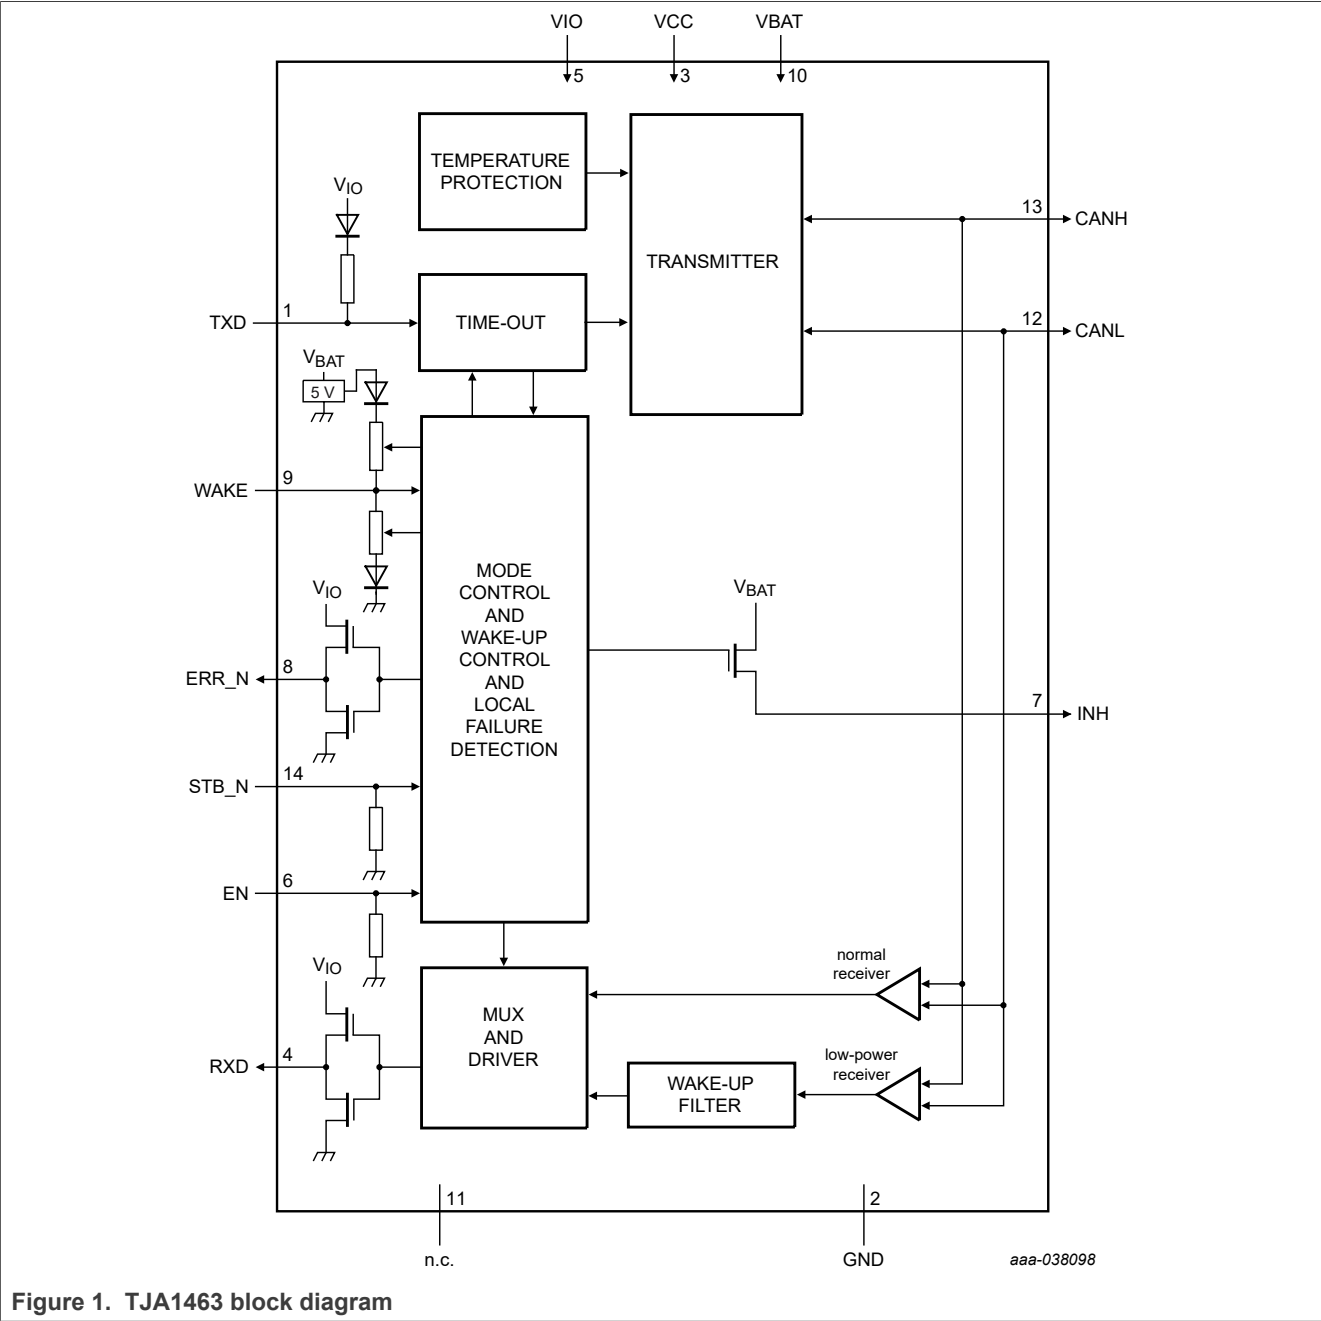 VIO VCC VBAT
5 3 10
TEMPERATURE
PROTECTION
VIO
13 CANH
TRANSMITTER
TXD 1
TIME-OUT
12 CANL
VBAT
5 V
WAKE 9
MODE
CONTROL
AND
WAKE-UP
CONTROL
AND
LOCAL
FAILURE
DETECTION
VIO
VBAT
ERR_N 8
7 INH
STB_N 14
EN 6
normal
receiver
VIO
MUX
AND
DRIVER
RXD 4
low-power
receiver
WAKE-UP
FILTER
11 2
n.c. GND aaa-038098
Figure 1. TJA1463 block diagram